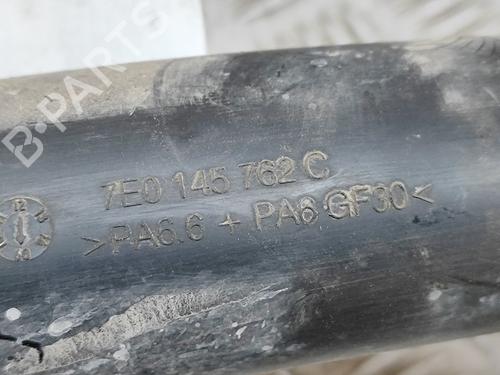 B-PARTS
7E0 145 762 C
>PA6.6 + PA6 GF30<